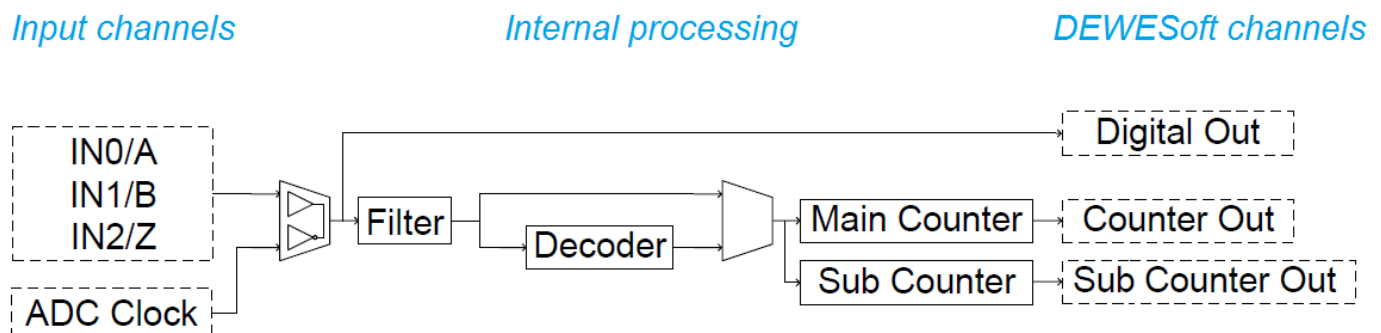 Input channels
Internal processing
DEWESoft channels
IN0/A
IN1/B
IN2/Z
ADC Clock
Filter
Decoder
Main Counter
Sub Counter
Digital Out
Counter Out
Sub Counter Out